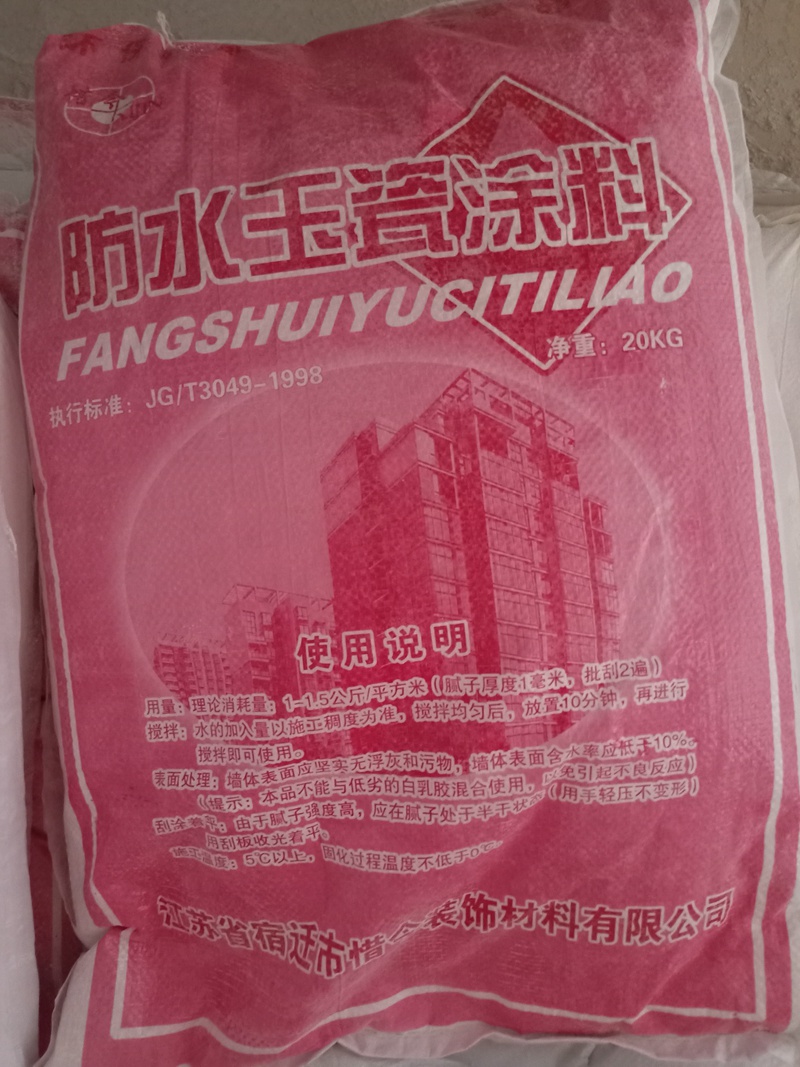 防水玉瓷涂料
FANGSHUIYUCITILIAO
净重：20KG
执行标准：JG/T3049-1998
使用说明
用量：理论消耗量：1-1.5公斤/平方米（腻子厚度1毫米，批刮2遍）
搅拌：水的加入量以施工稠度为准，搅拌均匀后，放置10分钟，再进行
搅拌即可使用。
表面处理：墙体表面应坚实无浮灰和污物，墙体表面含水率应低于10%。
（提示：本品不能与低劣的白乳胶混合使用，以免引起不良反应）
刮涂着平：由于腻子强度高，应在腻子处于半干状（用手轻压不变形）
用刮板收光着平。
施工温度：5℃以上，固化过程温度不低于0℃。
江苏省宿迁市惜今装饰材料有限公司